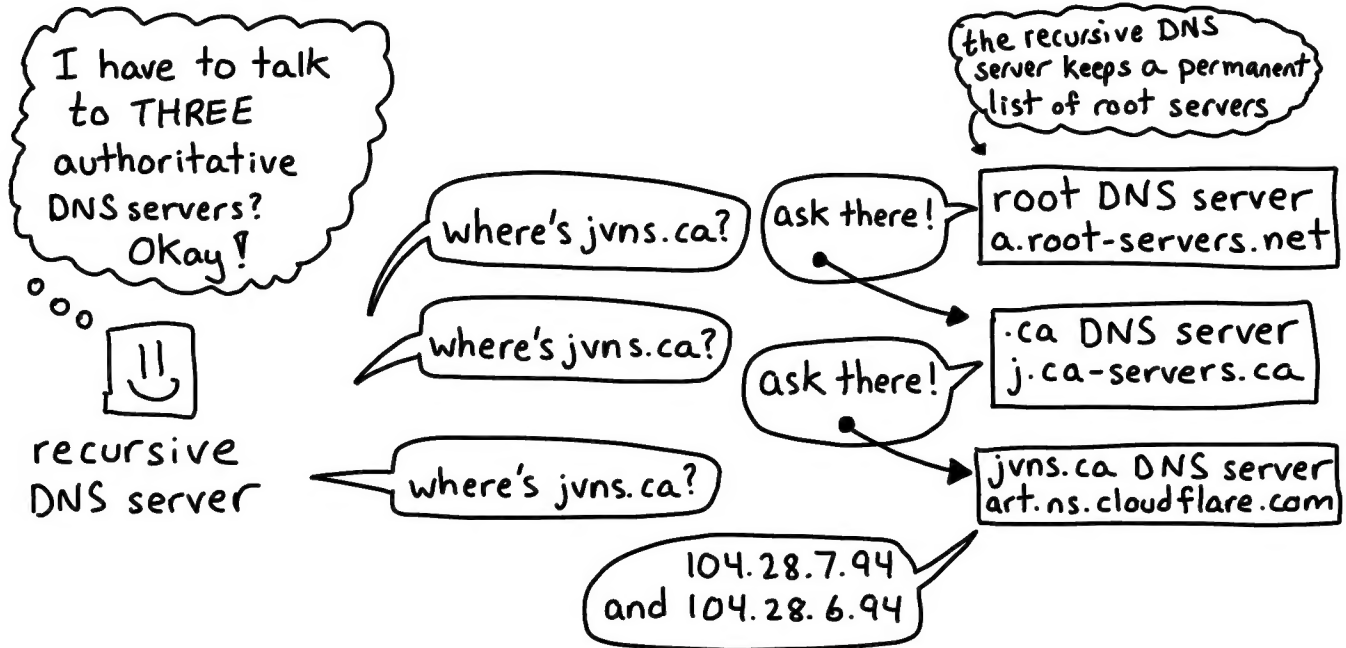 I have to talk
to THREE
authoritative
DNS servers?
Okay!
recursive
DNS server
the recursive DNS
server keeps a permanent
list of root servers
where's jvns.ca?
ask there!
root DNS server
a.root-servers.net
where's jvns.ca?
ask there!
.ca DNS server
j.ca-servers.ca
where's jvns.ca?
jvns.ca DNS server
art.ns.cloudflare.com
104.28.7.94
and 104.28.6.94